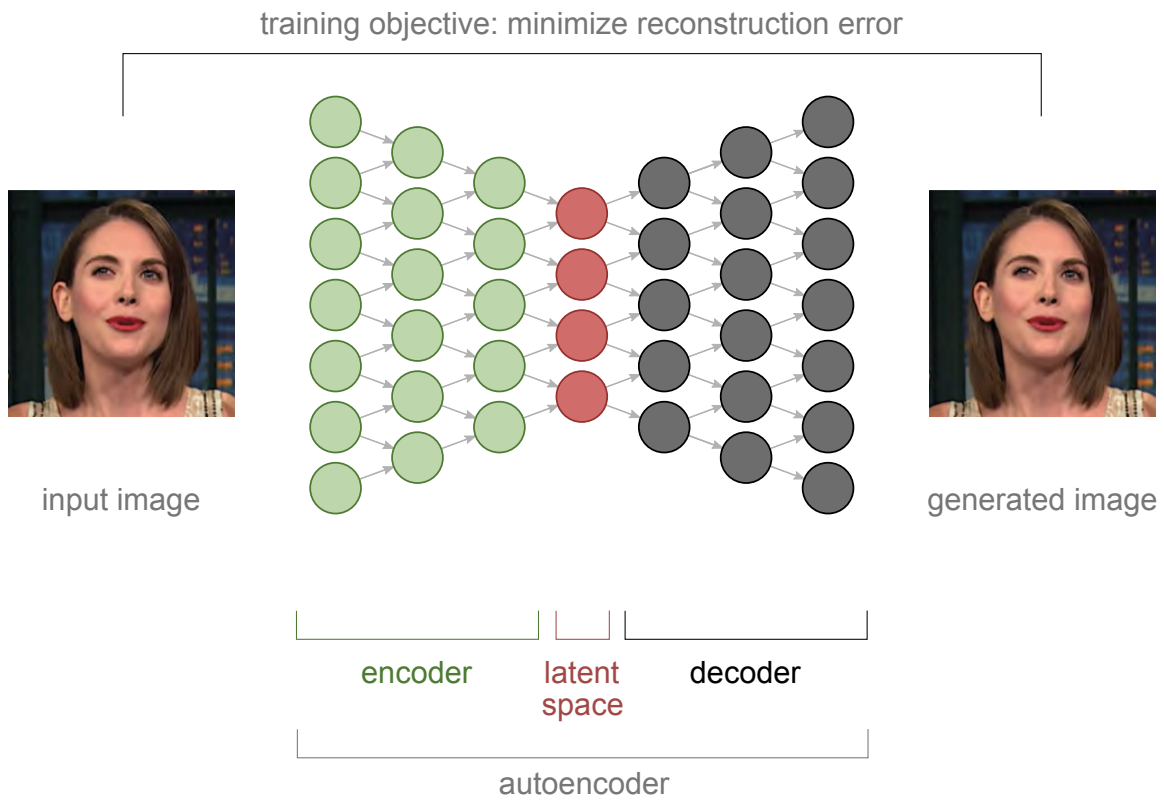 training objective: minimize reconstruction error
input image
generated image
encoder
latent
space
decoder
autoencoder